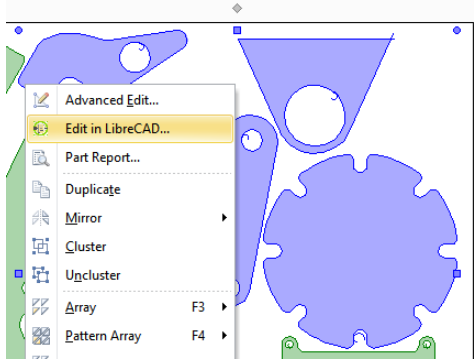 Advanced Edit...
Edit in LibreCAD...
Part Report...
Duplicate
Mirror
Cluster
Uncluster
Array F3
Pattern Array F4